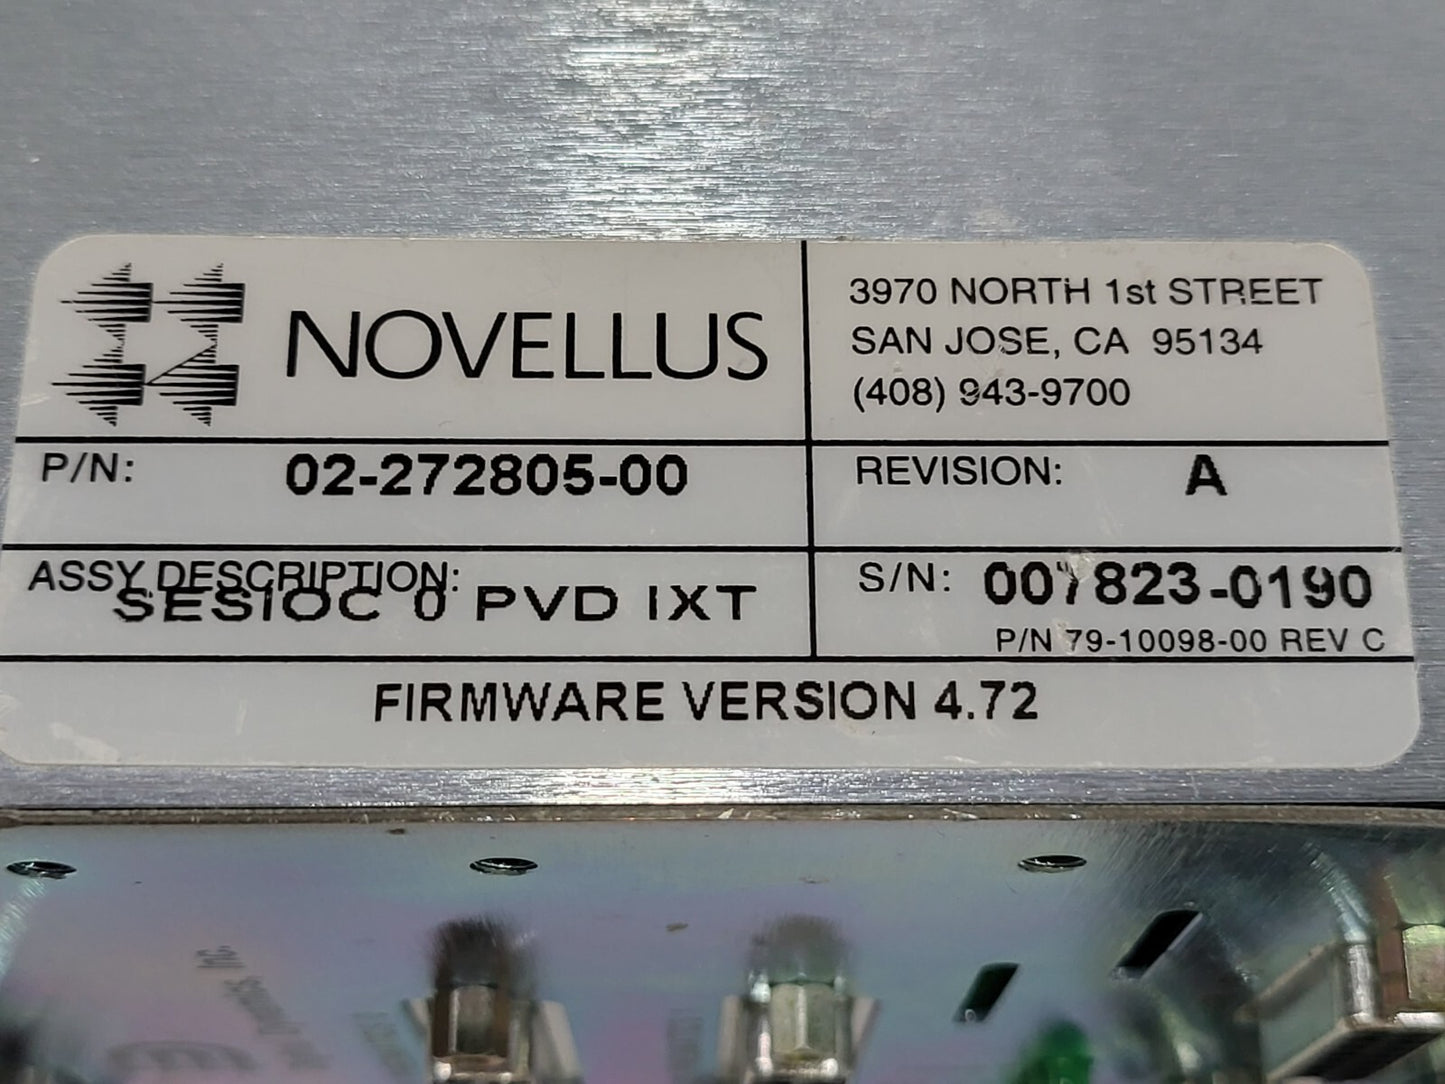 NOVELLUS
3970 NORTH 1st STREET
SAN JOSE, CA 95134
(408) 943-9700
P/N: 02-272805-00
REVISION: A
ASSY DESCRIPTION:
SESIOC 0 PVD IXT
S/N: 007823-0190
P/N 79-10098-00 REV C
FIRMWARE VERSION 4.72